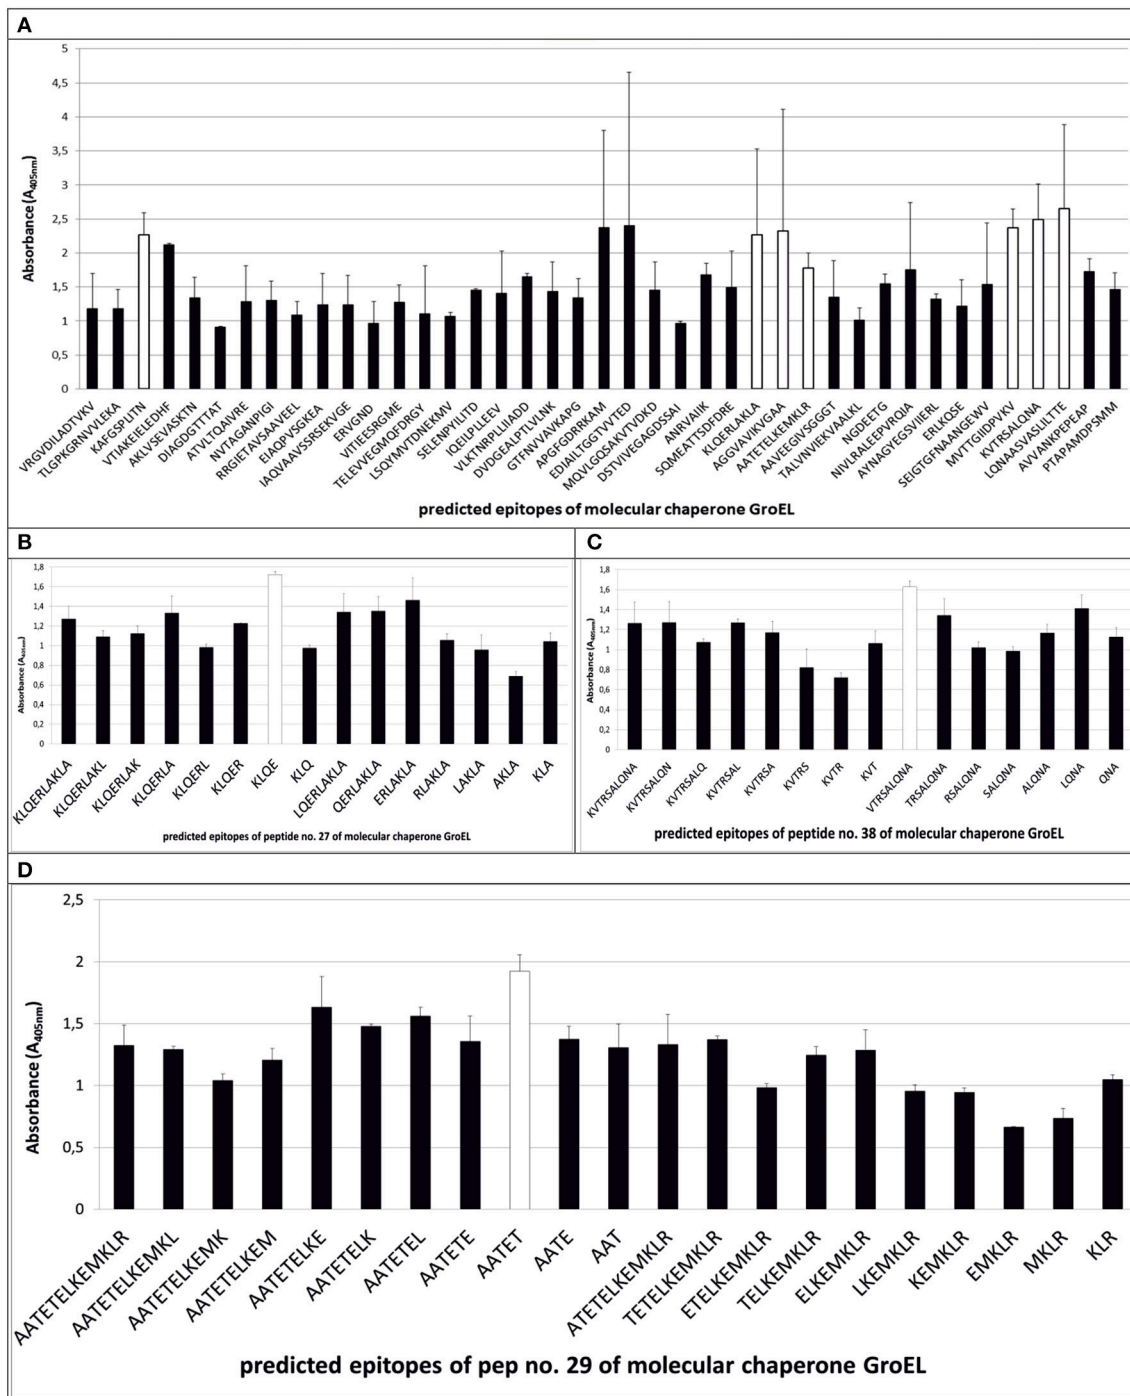 A
5
4,5
4
3,5
3
2,5
2
1,5
1
0,5
0
Absorbance (A405nm)
VRGVDILADTVKV
TLGPKGRNVVLEKA
KIAFGSPLITN
VTIAKEIELEDHF
AKLVSEVASKTN
DIAGDGTTTAT
ATVLTQAIVRE
NVTAGANPIGI
RRGIETAVSAAVEEL
EIAQPVSGKEA
IAQVAAVSSRSERVGE
ERVGND
VTIEESRGME
TELEVVEGMQFDRGY
LSQYMVTDNEKMV
SELENPYILITD
IQEILPLLEEV
VLKTNRPLLIIADD
DVDGEALPTLVLNK
GTFNVVAVKAPG
APGFGDRRKAM
EDIALTGGTVVTED
MQVLGQSAKVTVDKD
DSTVIVEGAGDSSAI
ANRVAIIK
SQMEATTSDFDRE
KLQERLAKLA
AGGVAVIKVGAA
AATETELKEMKLR
AAVEEGIVSGGGT
TALVNVIEKVAALKL
NGDEETG
NIVLRALEEPVRQIA
AYNAGYEGSVIIERL
ERLKQSE
SEIGTGFNAANGEWV
MVTTGIIDPVKV
KVTRSALQNA
LQNAASVASLILTTE
AVVANKPEPEAP
PTAPAMDPSMM
predicted epitopes of molecular chaperone GroEL
B
1,8
1,6
1,4
1,2
1
0,8
0,6
0,4
0,2
0
Absorbance (A405nm)
KLQERLAKLA
KLQERLAKL
KLQERLAK
KLQERLA
KLQERL
KLQER
KLQE
KLQ
LQERLAKLA
QERLAKLA
ERLAKLA
RLAKLA
LAKLA
AKLA
KLA
predicted epitopes of peptide no. 27 of molecular chaperone GroEL
C
1,8
1,6
1,4
1,2
1
0,8
0,6
0,4
0,2
0
Absorbance (A405nm)
KVTRSALQNA
KVTRSALQN
KVTRSALQ
KVTRSAL
KVTRSA
KVTRS
KVTR
KVT
VTRSALQNA
TRSALQNA
RSALQNA
SALQNA
ALQNA
LQNA
QNA
predicted epitopes of peptide no. 38 of molecular chaperone GroEL
D
2,5
2
1,5
1
0,5
0
Absorbance (A405nm)
AATETELKEMKLR
AATETELKEMKL
AATETELKEMK
AATETELKEM
AATETELKE
AATETELK
AATETEL
AATETE
AATET
AATE
AAT
ATETELKEMKLR
TETELKEMKLR
ETELKEMKLR
TELKEMKLR
ELKEMKLR
LKEMKLR
KEMKLR
EMKLR
MKLR
KLR
predicted epitopes of pep no. 29 of molecular chaperone GroEL